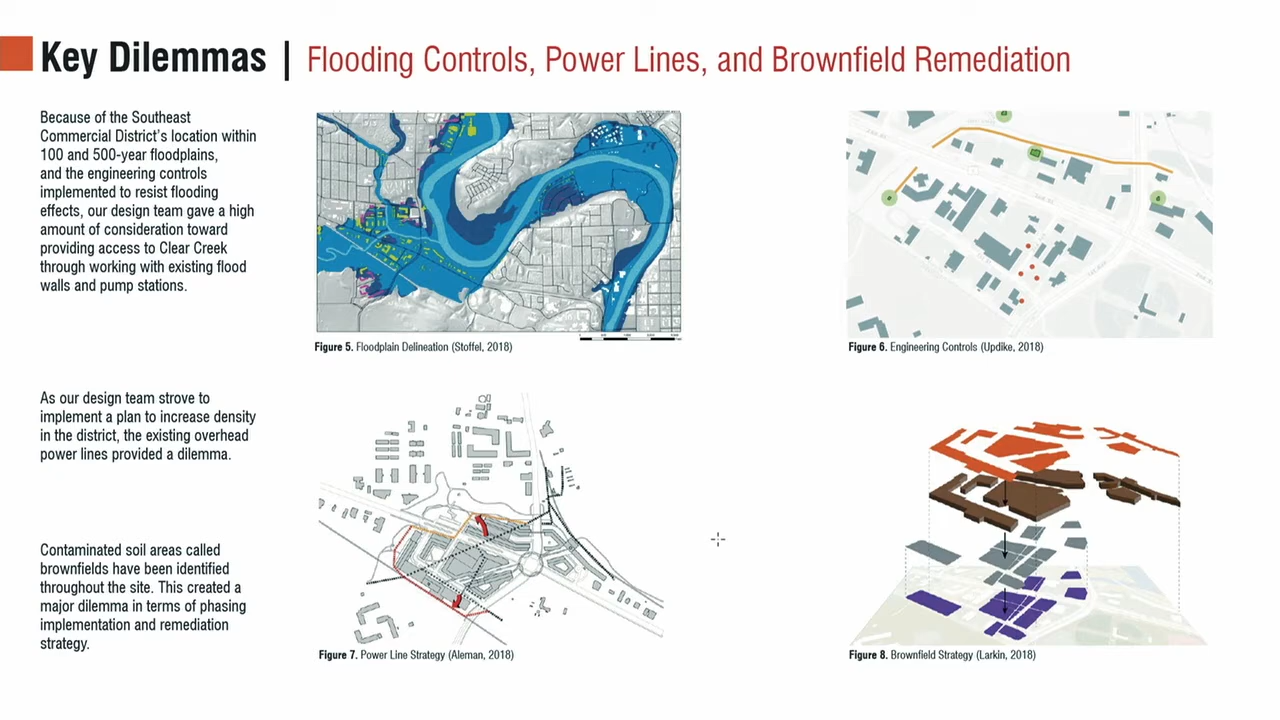 Key Dilemmas | Flooding Controls, Power Lines, and Brownfield Remediation
Because of the Southeast
Commercial District's location within
100 and 500-year floodplains,
and the engineering controls
implemented to resist flooding
effects, our design team gave a high
amount of consideration toward
providing access to Clear Creek
through working with existing flood
walls and pump stations.
Figure 5. Floodplain Delineation (Stoffel, 2018)
Figure 6. Engineering Controls (Updike, 2018)
As our design team strove to
implement a plan to increase density
in the district, the existing overhead
power lines provided a dilemma.
Contaminated soil areas called
brownfields have been identified
throughout the site. This created a
major dilemma in terms of phasing
implementation and remediation
strategy.
Figure 7. Power Line Strategy (Aleman, 2018)
Figure 8. Brownfield Strategy (Larkin, 2018)